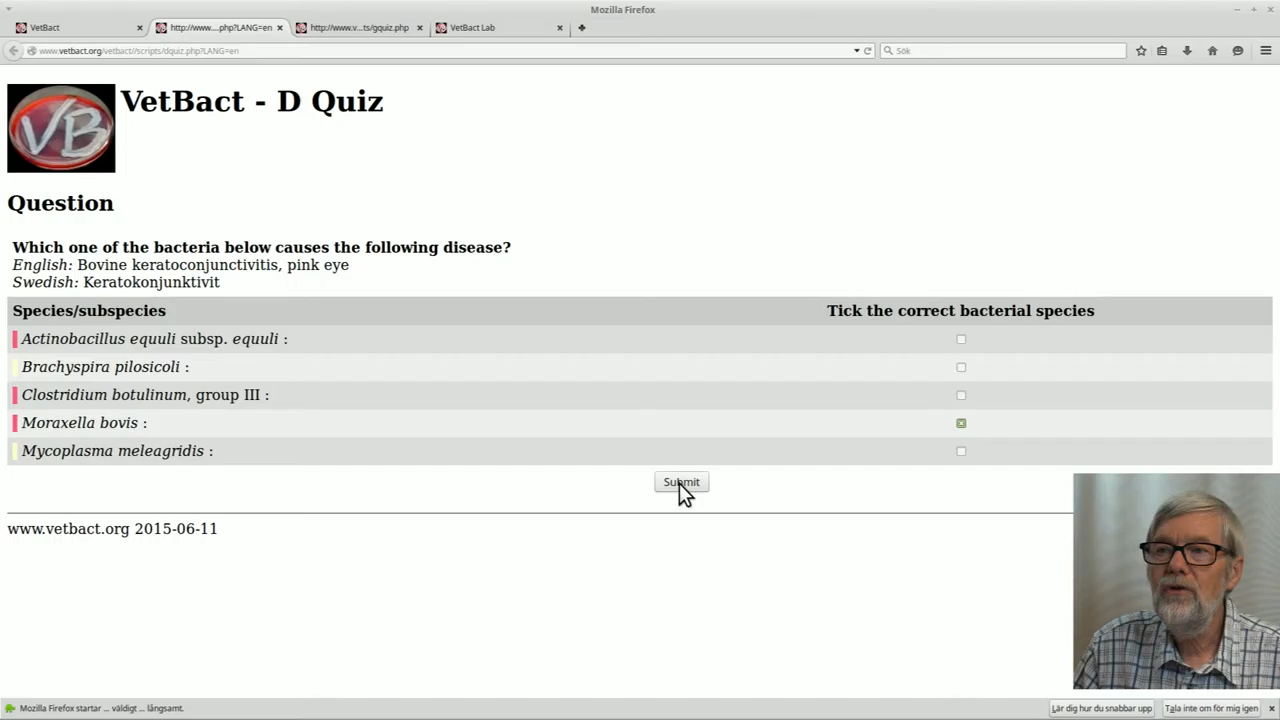 Mozilla Firefox
VetBact
http://www....php?LANG=en
http://www.v...ts/gquiz.php
VetBact Lab
www.vetbact.org/vetbact//scripts/dquiz.php?LANG=en
Sök
VB
VetBact - D Quiz
Question
Which one of the bacteria below causes the following disease?
English: Bovine keratoconjunctivitis, pink eye
Swedish: Keratokonjunktivit
Species/subspecies Tick the correct bacterial species
Actinobacillus equuli subsp. equuli :
Brachyspira pilosicoli :
Clostridium botulinum, group III :
Moraxella bovis :
Mycoplasma meleagridis :
Submit
www.vetbact.org 2015-06-11
Mozilla Firefox startar ... väldigt ... långsamt.
Lär dig hur du snabbar upp
Tala inte om för mig igen